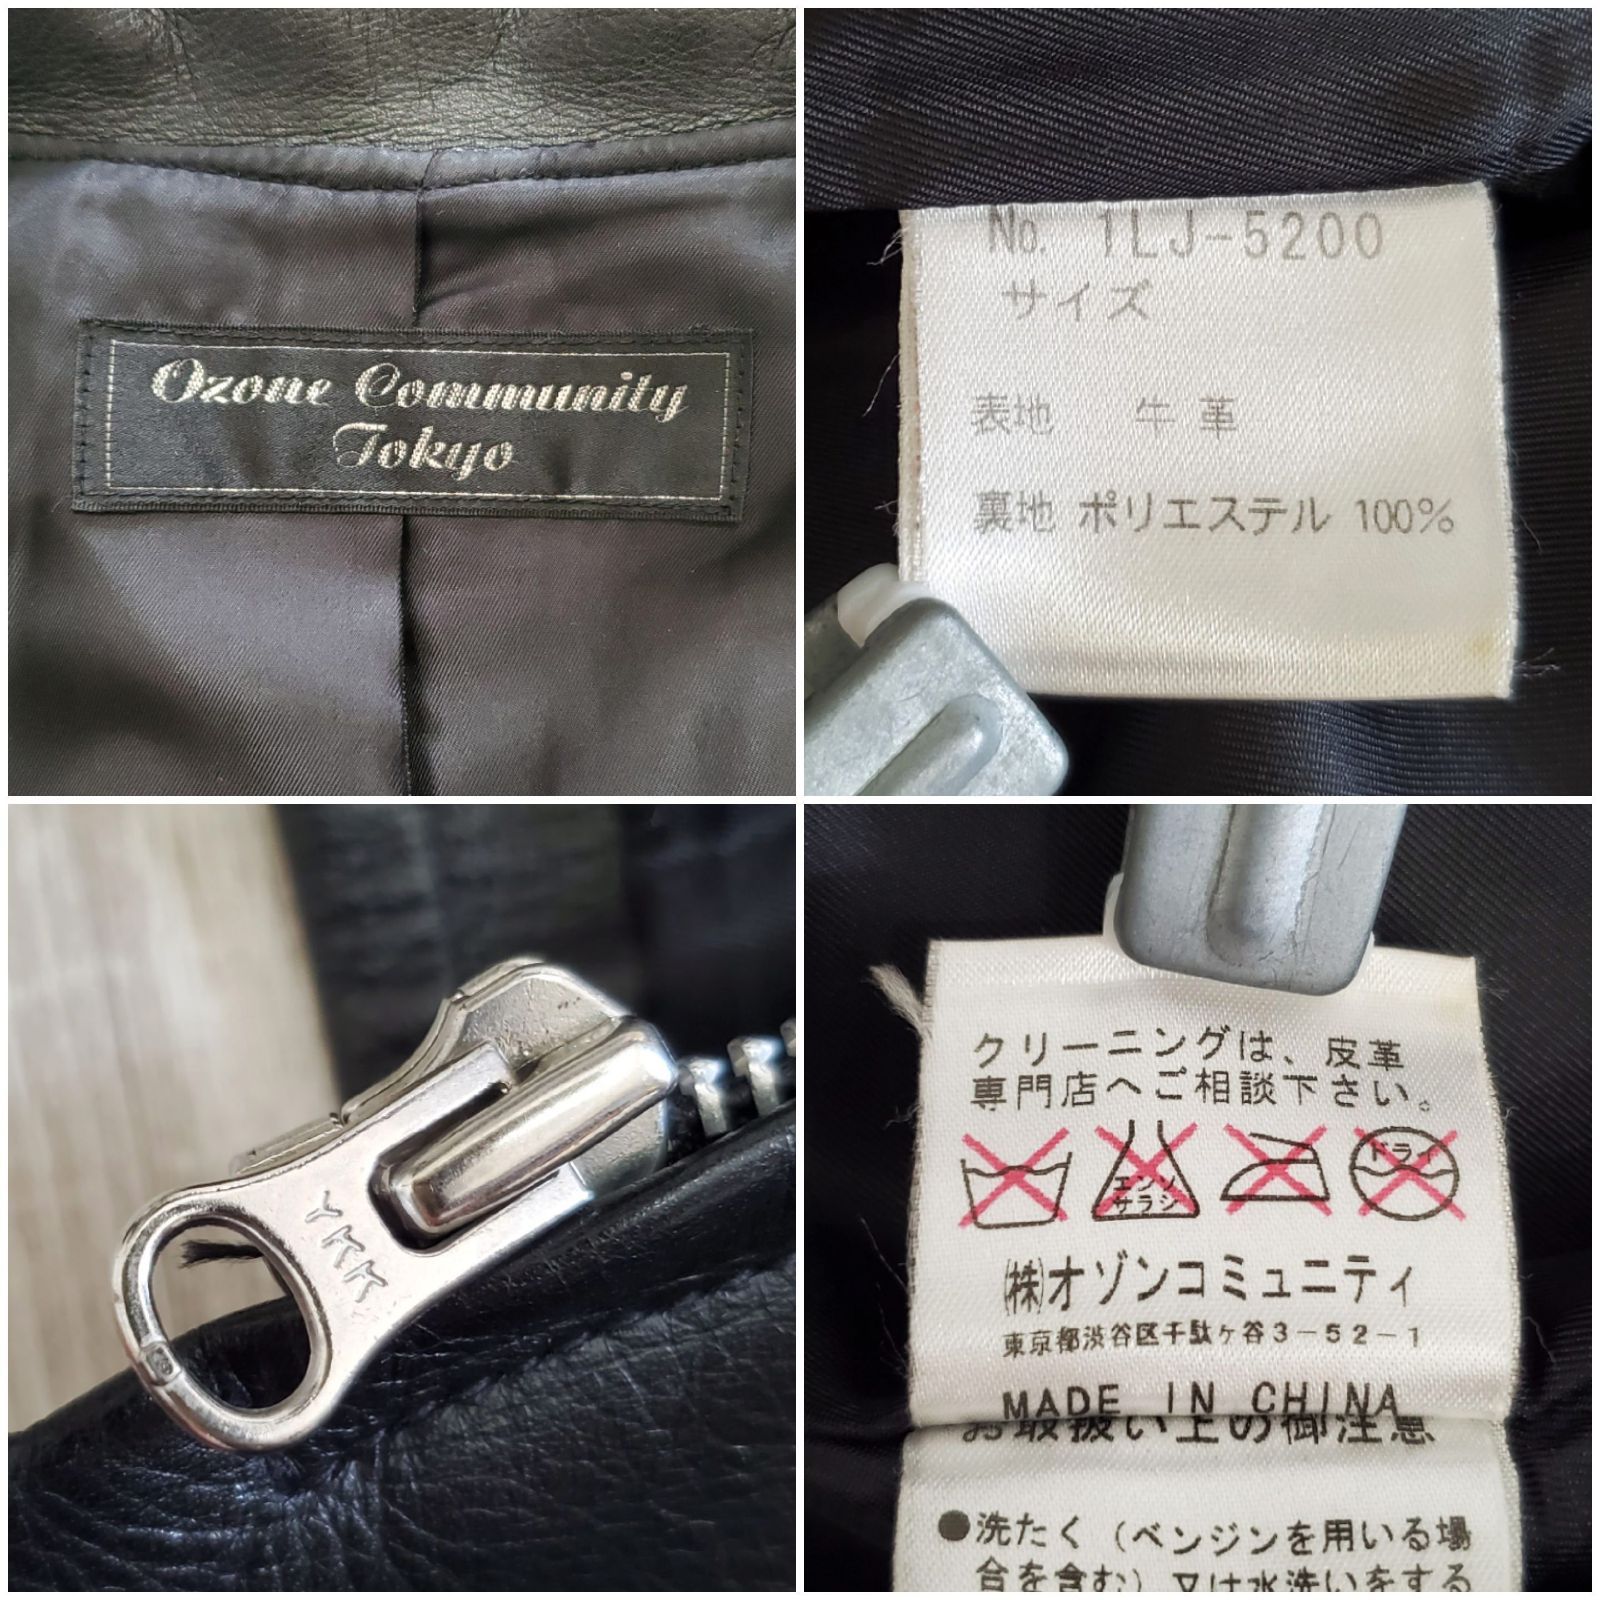 Ozone Community
Tokyo
No. 1LJ-5200
サイズ
表地 牛革
裏地 ポリエステル 100%
YKK
クリーニングは、皮革
専門店へご相談下さい。
エンソ
サラシ
ドライ
㈱オゾンコミュニティ
東京都渋谷区千駄ヶ谷3-52-1
MADE IN CHINA
お取扱い上の御注意
●洗たく(ベンジンを用いる場
合を含む)又は水洗いをする